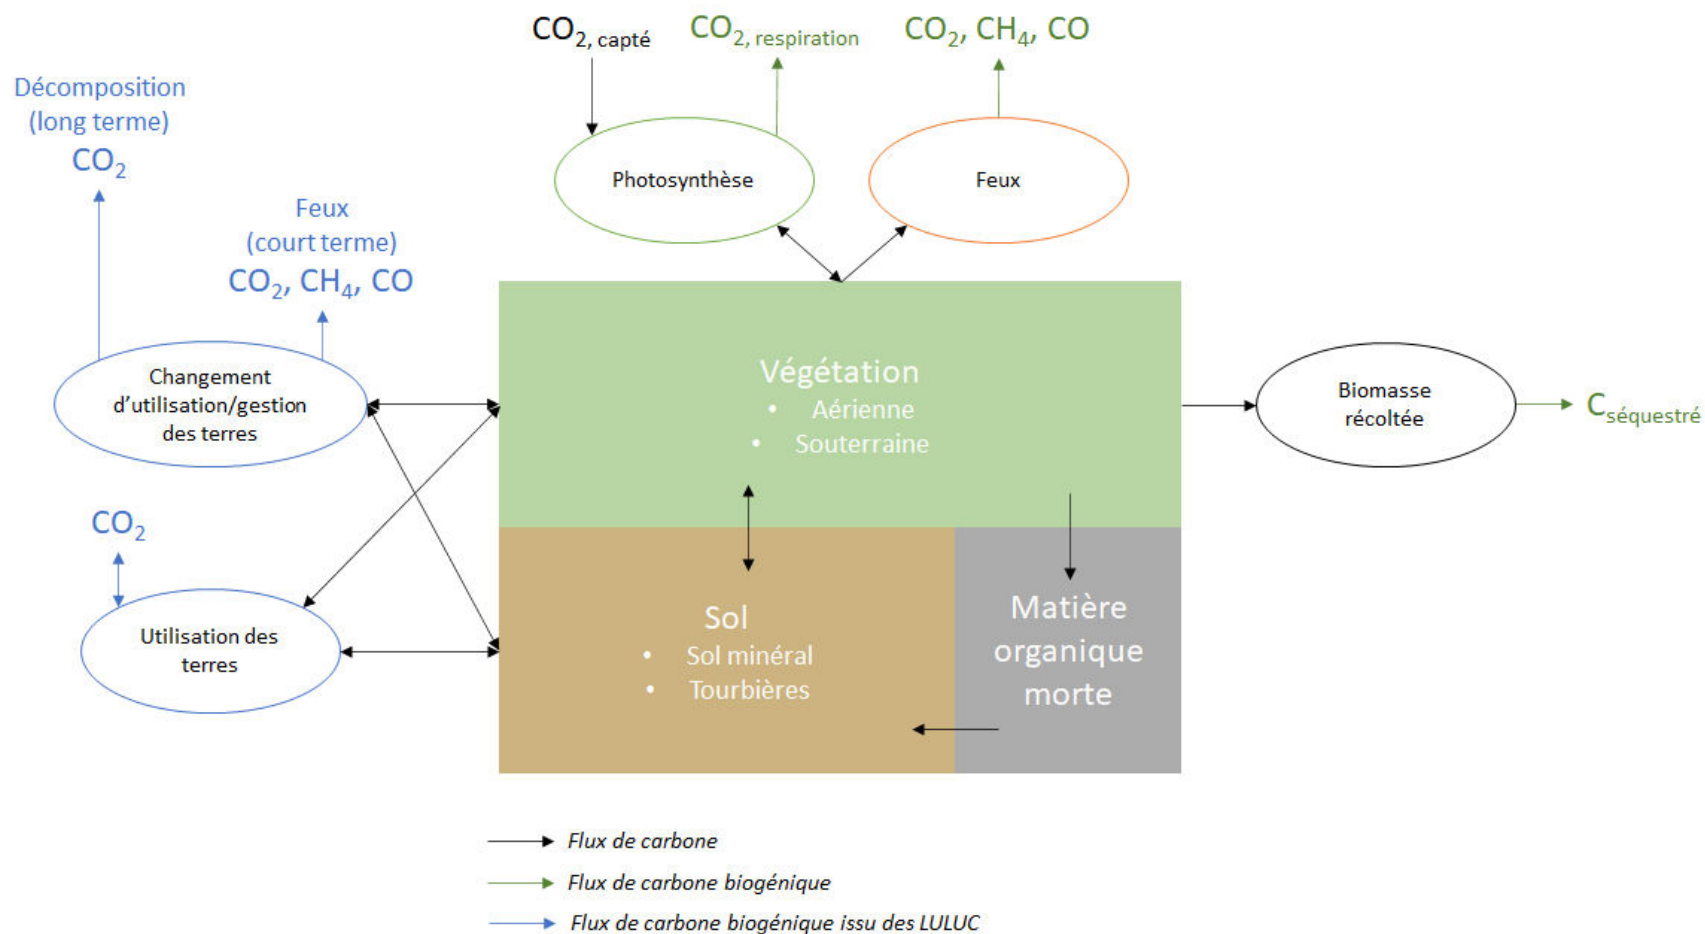 CO₂, capté
CO₂, respiration
CO₂, CH₄, CO
Décomposition
(long terme)
CO₂
Photosynthèse
Feux
Feux
(court terme)
CO₂, CH₄, CO
Changement
d'utilisation/gestion
des terres
Végétation
• Aérienne
• Souterraine
Biomasse
récoltée
C séquestré
CO₂
Utilisation des
terres
Sol
• Sol minéral
• Tourbières
Matière
organique
morte
Flux de carbone
Flux de carbone biogénique
Flux de carbone biogénique issu des LULUC